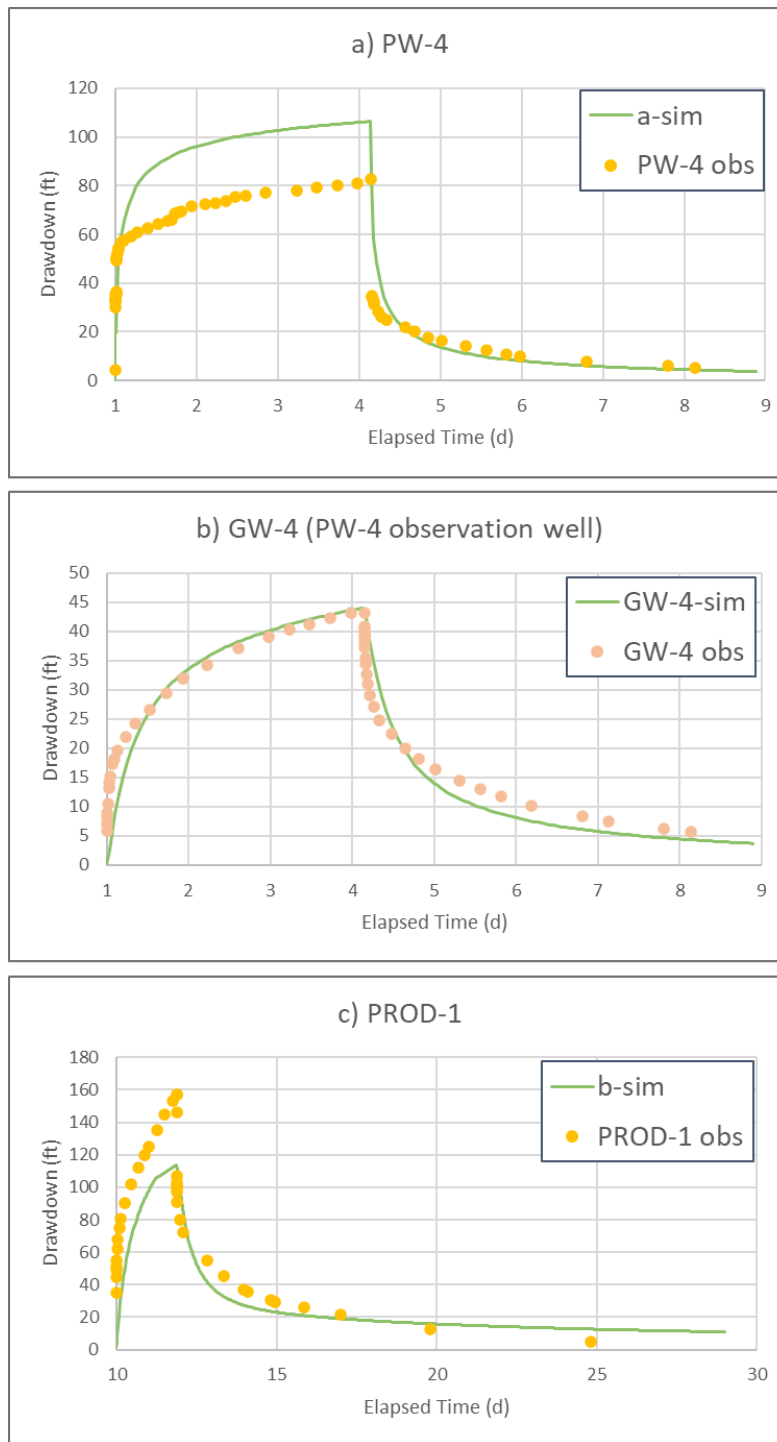 a) PW-4
120
100
80
60
40
20
0
Drawdown (ft)
a-sim
PW-4 obs
1 2 3 4 5 6 7 8 9
Elapsed Time (d)
b) GW-4 (PW-4 observation well)
50
45
40
35
30
25
20
15
10
5
0
Drawdown (ft)
GW-4-sim
GW-4 obs
1 2 3 4 5 6 7 8 9
Elapsed Time (d)
c) PROD-1
180
160
140
120
100
80
60
40
20
0
Drawdown (ft)
b-sim
PROD-1 obs
10 15 20 25 30
Elapsed Time (d)